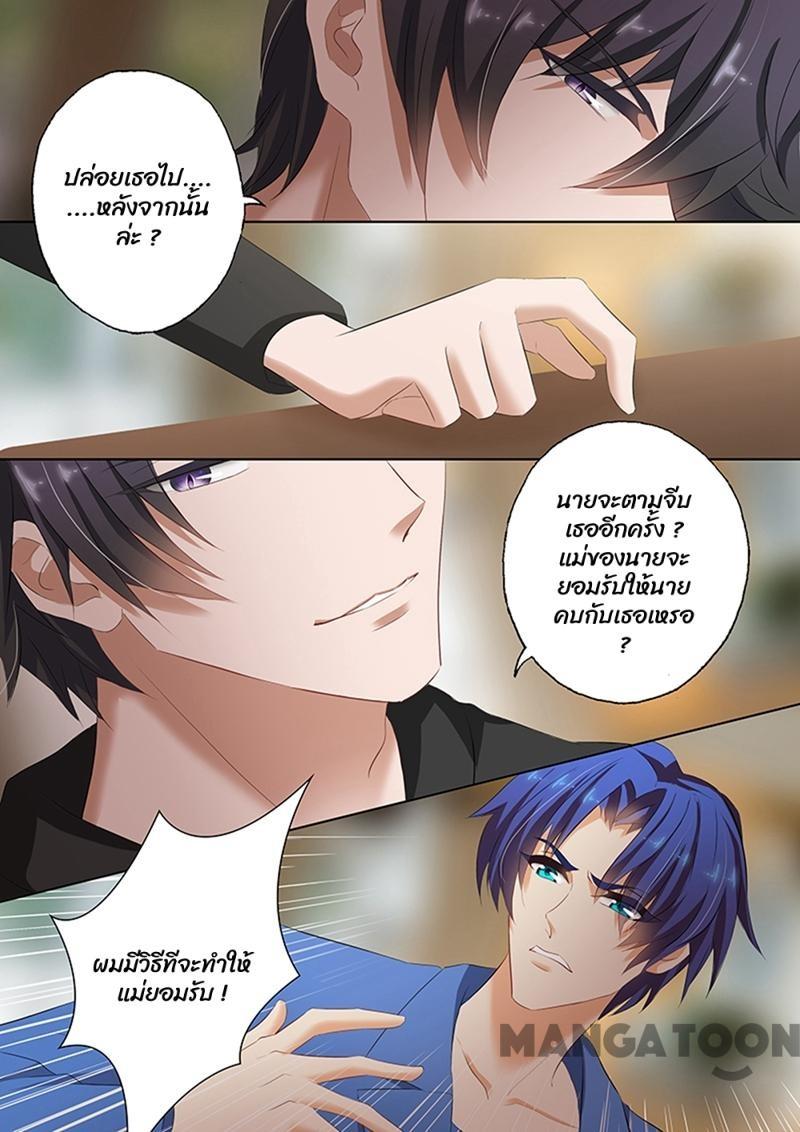 ปล่อยเธอไป....
....หลังจากนั้น
ล่ะ ?
นายจะตามจีบ
เธออีกครั้ง ?
แม่ของนายจะ
ยอมรับให้นาย
คบกับเธอเหรอ
?
ผมมีวิธีที่จะทำให้
แม่ยอมรับ !
MANGATOON